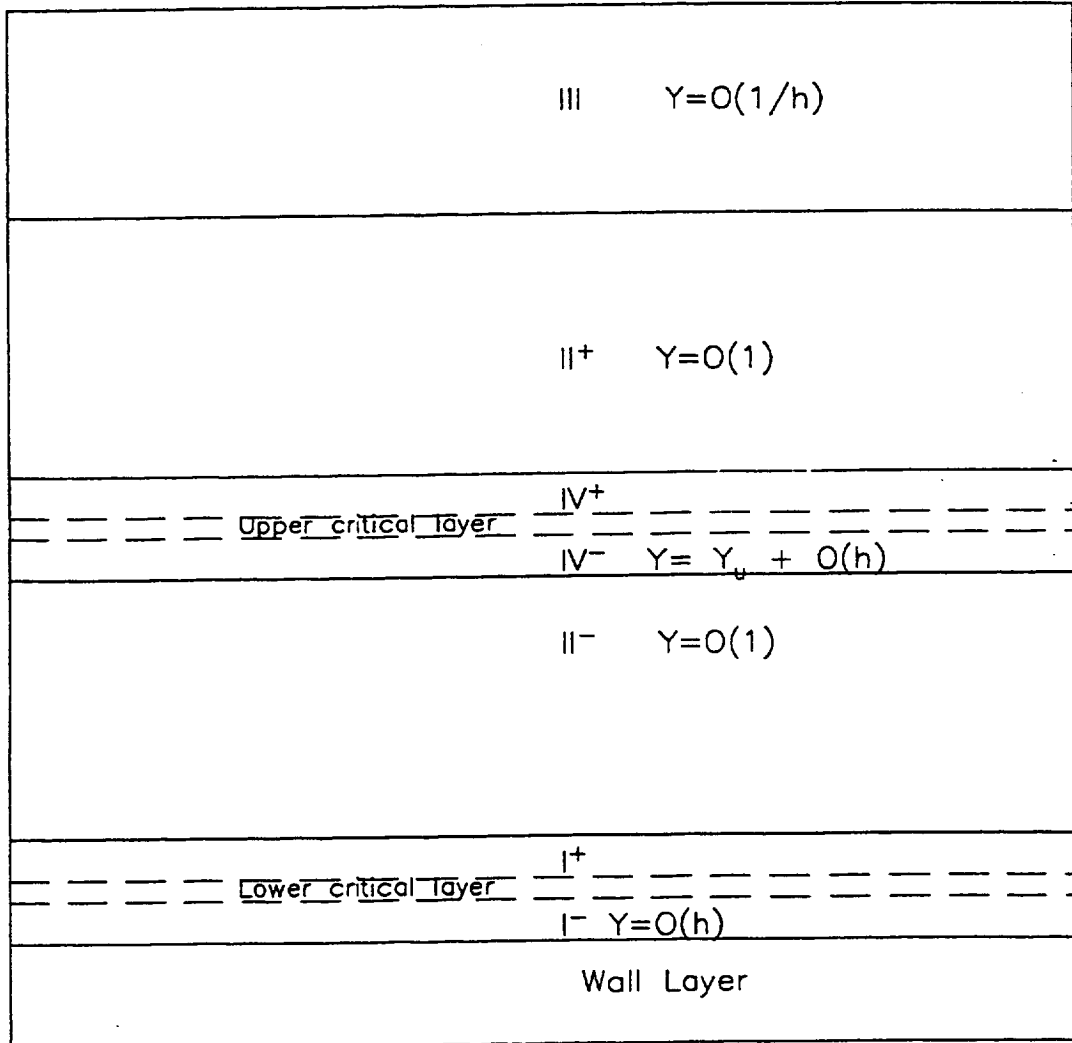 III Y=O(1/h)
II⁺ Y=O(1)
IV⁺
Upper critical layer
IV⁻ Y= Yᵤ + O(h)
II⁻ Y=O(1)
I⁺
Lower critical layer
I⁻ Y=O(h)
Wall Layer